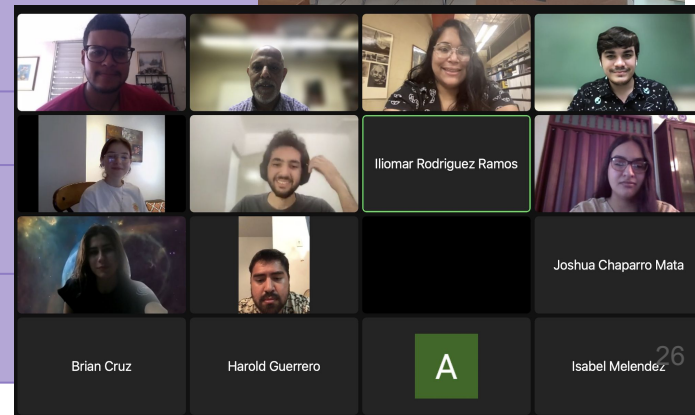 Iliomar Rodriguez Ramos
Joshua Chaparro Mata
Brian Cruz
Harold Guerrero
A
Isabel Melendez
26